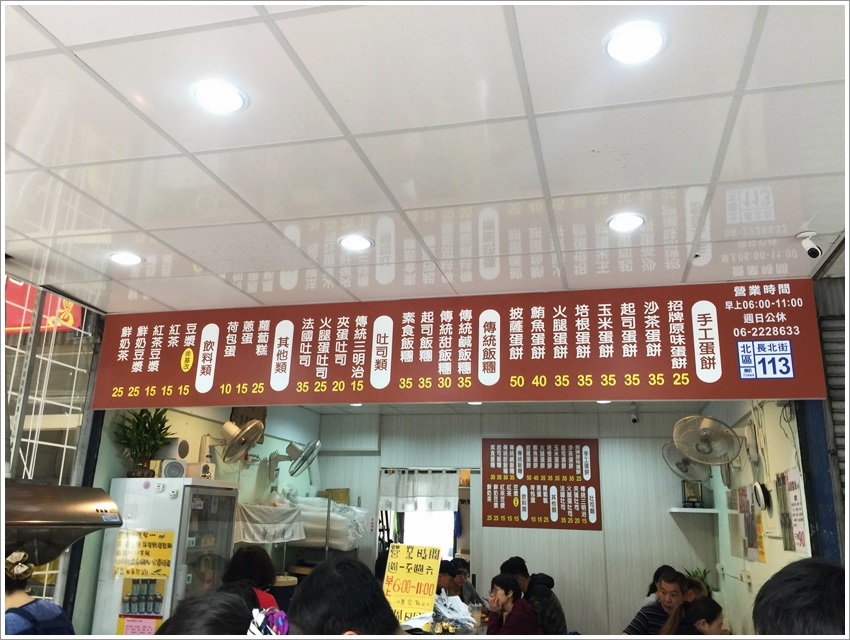 營業時間
早上06:00-11:00
週日公休
06-2228633
北區
長北街
113
手工蛋餅
招牌原味蛋餅 25
沙茶蛋餅 35
起司蛋餅 35
玉米蛋餅 35
培根蛋餅 35
火腿蛋餅 35
鮪魚蛋餅 40
披薩蛋餅 50
傳統飯糰
傳統鹹飯糰 35
傳統甜飯糰 30
起司飯糰 35
素食飯糰 35
吐司類
傳統三明治 15
夾蛋吐司 20
火腿蛋吐司 25
法國吐司 35
其他類
蘿蔔糕 25
蔥蛋 15
荷包蛋 10
飲料類
豆漿 15
紅茶 15
紅茶豆漿 15
鮮奶豆漿 25
鮮奶茶 25
營業時間
6:00-11:00